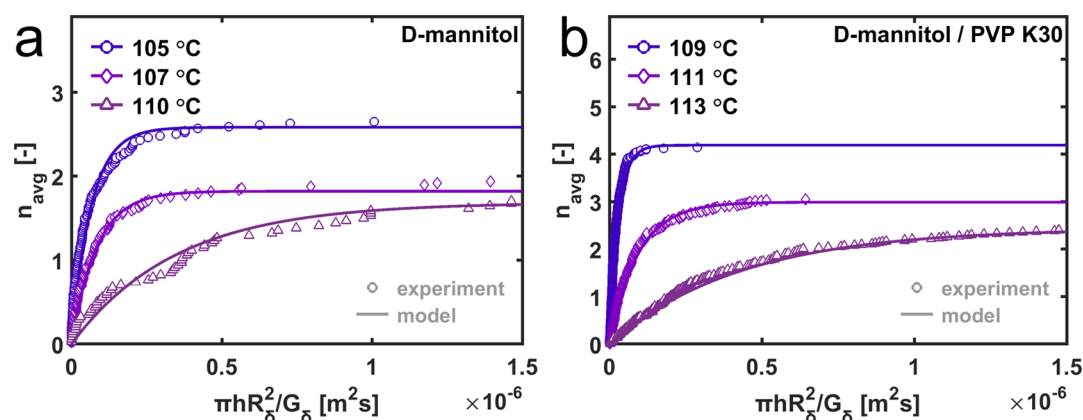 a
D-mannitol
105 °C
107 °C
110 °C
n_avg [-]
3
2
1
0
experiment
model
0
0.5
1
1.5
×10⁻⁶
πhR²_δ/G_δ [m²s]
b
D-mannitol / PVP K30
109 °C
111 °C
113 °C
n_avg [-]
6
5
4
3
2
1
0
experiment
model
0
0.5
1
1.5
×10⁻⁶
πhR²_δ/G_δ [m²s]